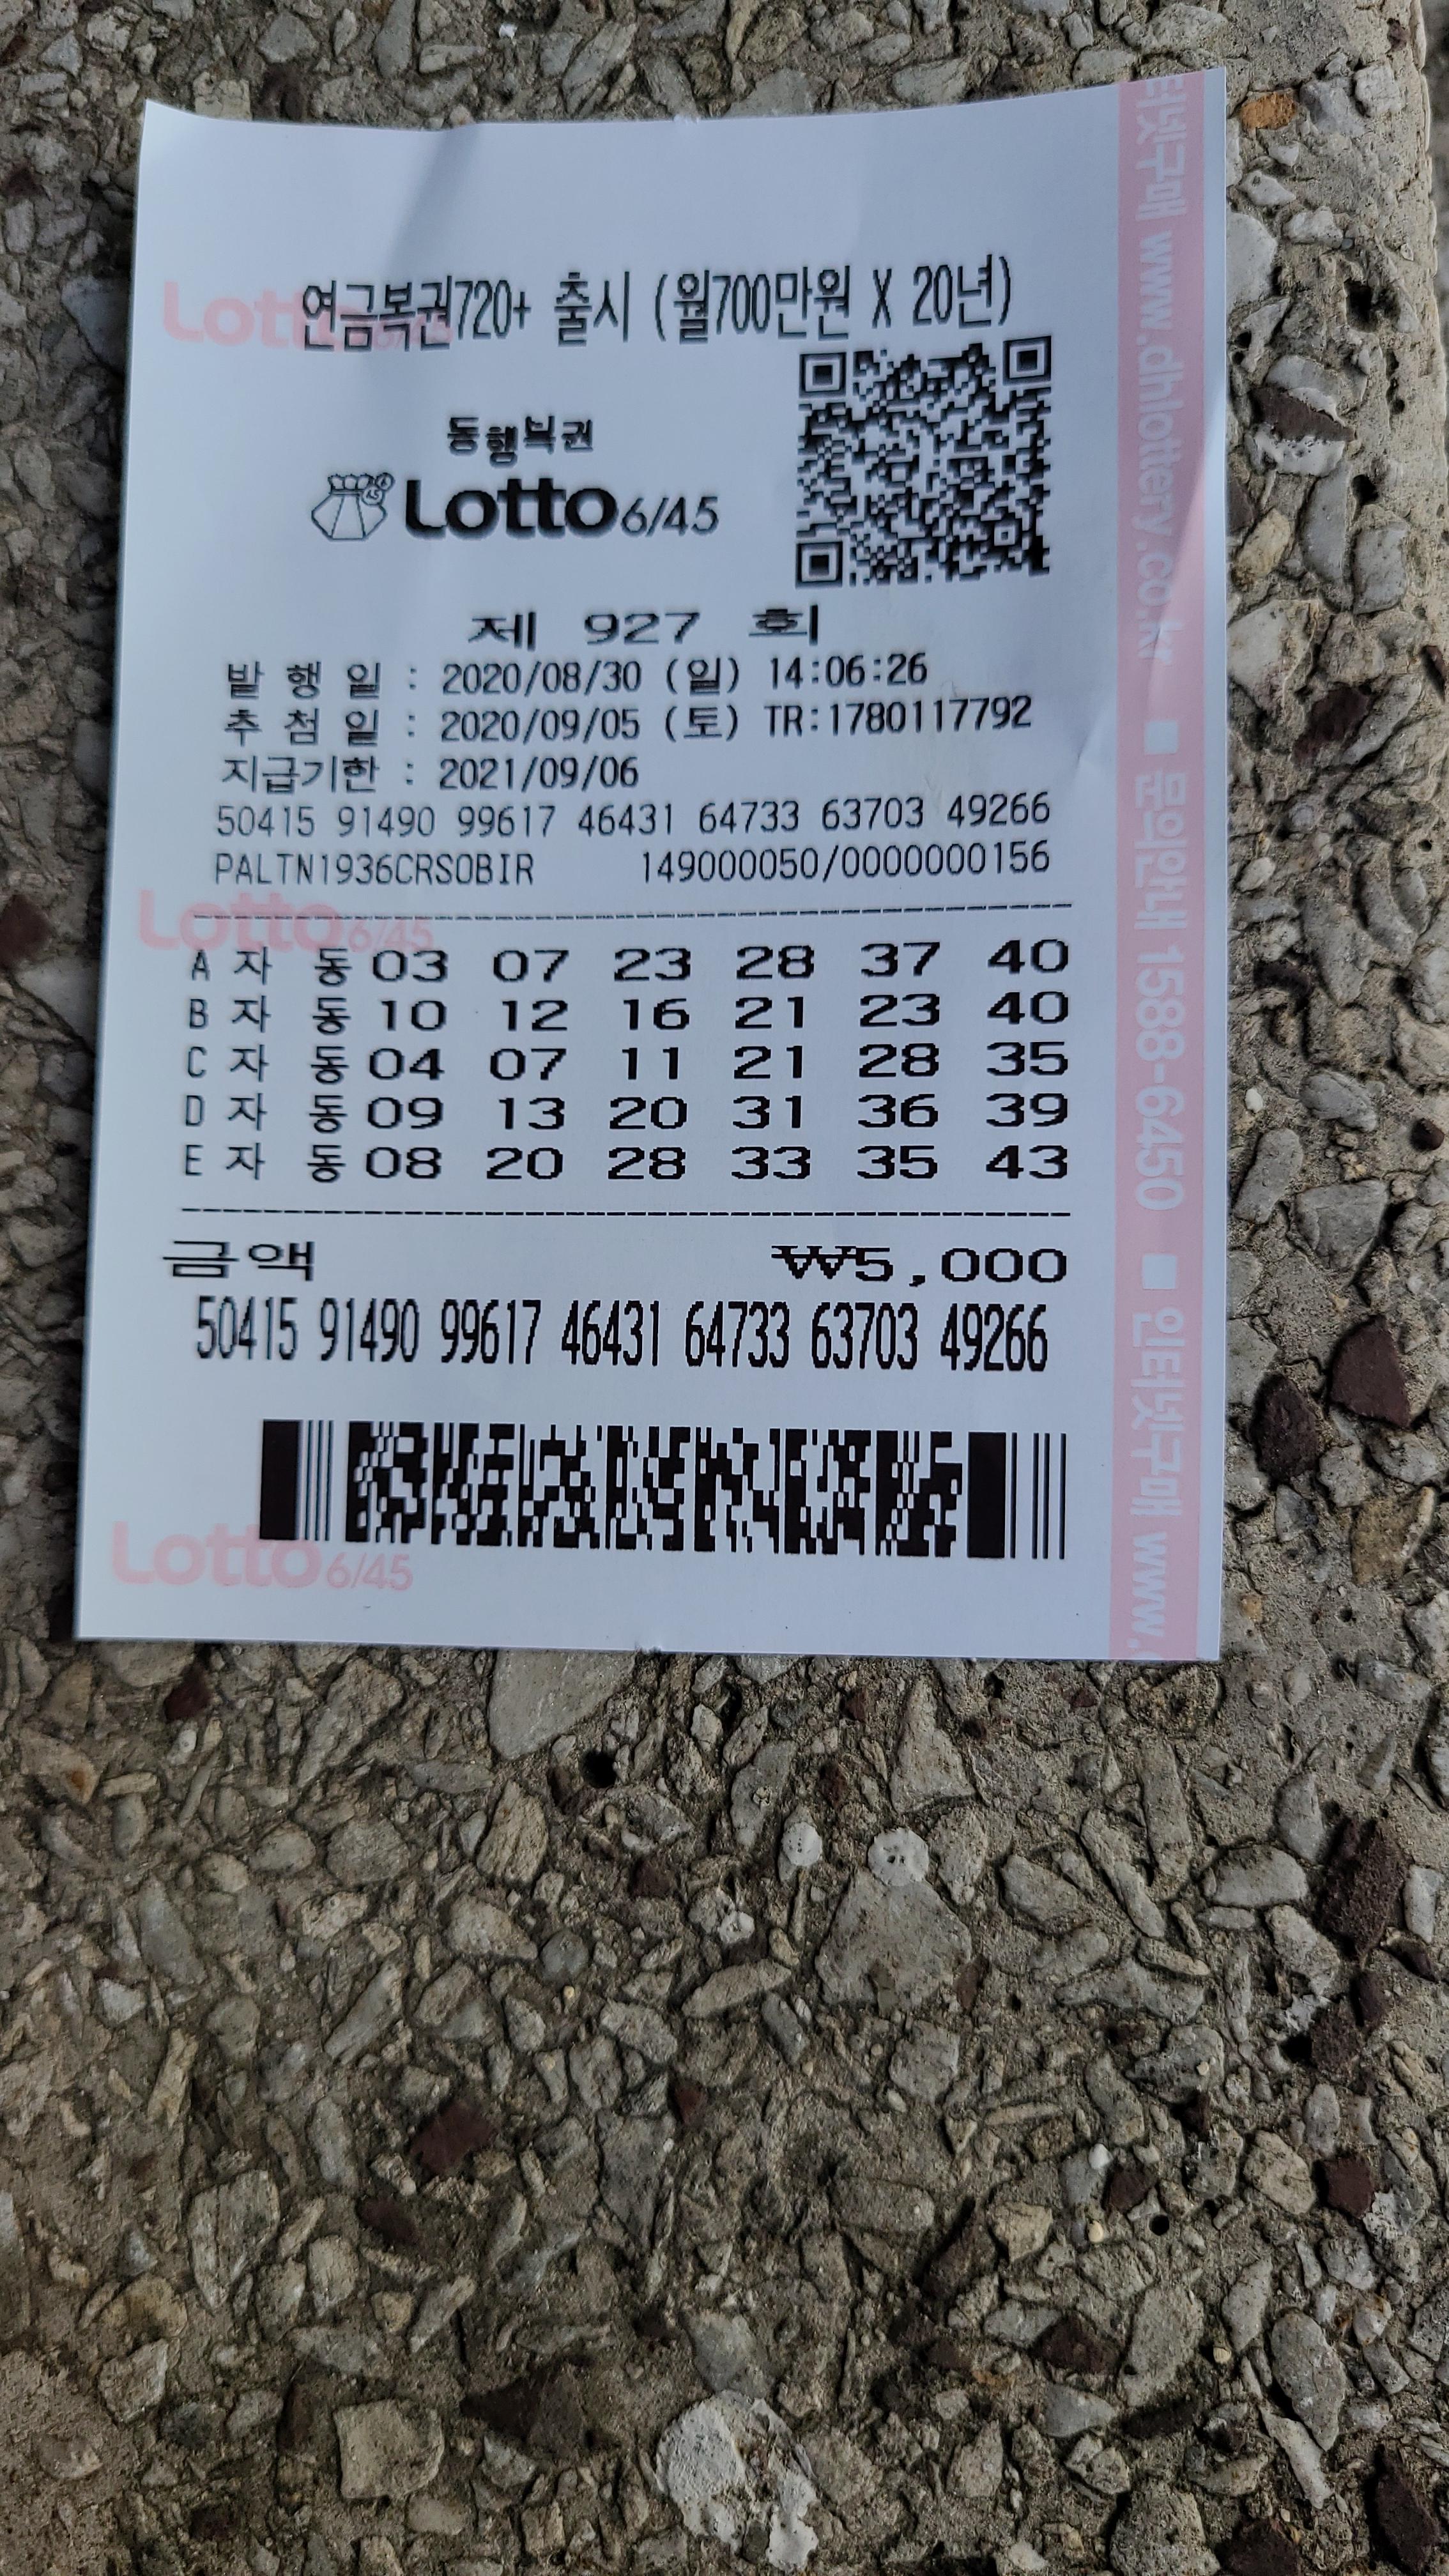 연금복권720+ 출시 (월700만원 X 20년)
동행복권
Lotto 6/45
제 927 회
발 행 일 : 2020/08/30 (일) 14:06:26
추 첨 일 : 2020/09/05 (토) TR:1780117792
지급기한 : 2021/09/06
50415 91490 99617 46431 64733 63703 49266
PALTN1936CRSOBIR 149000050/0000000156
Lotto 6/45
A 자 동 03 07 23 28 37 40
B 자 동 10 12 16 21 23 40
C 자 동 04 07 11 21 28 35
D 자 동 09 13 20 31 36 39
E 자 동 08 20 28 33 35 43
금액 ₩5,000
50415 91490 99617 46431 64733 63703 49266
Lotto 6/45
터넷구매 www.dhlottery.co.kr ■ 문의안내 1588-6450 ■ 인터넷구매 www.